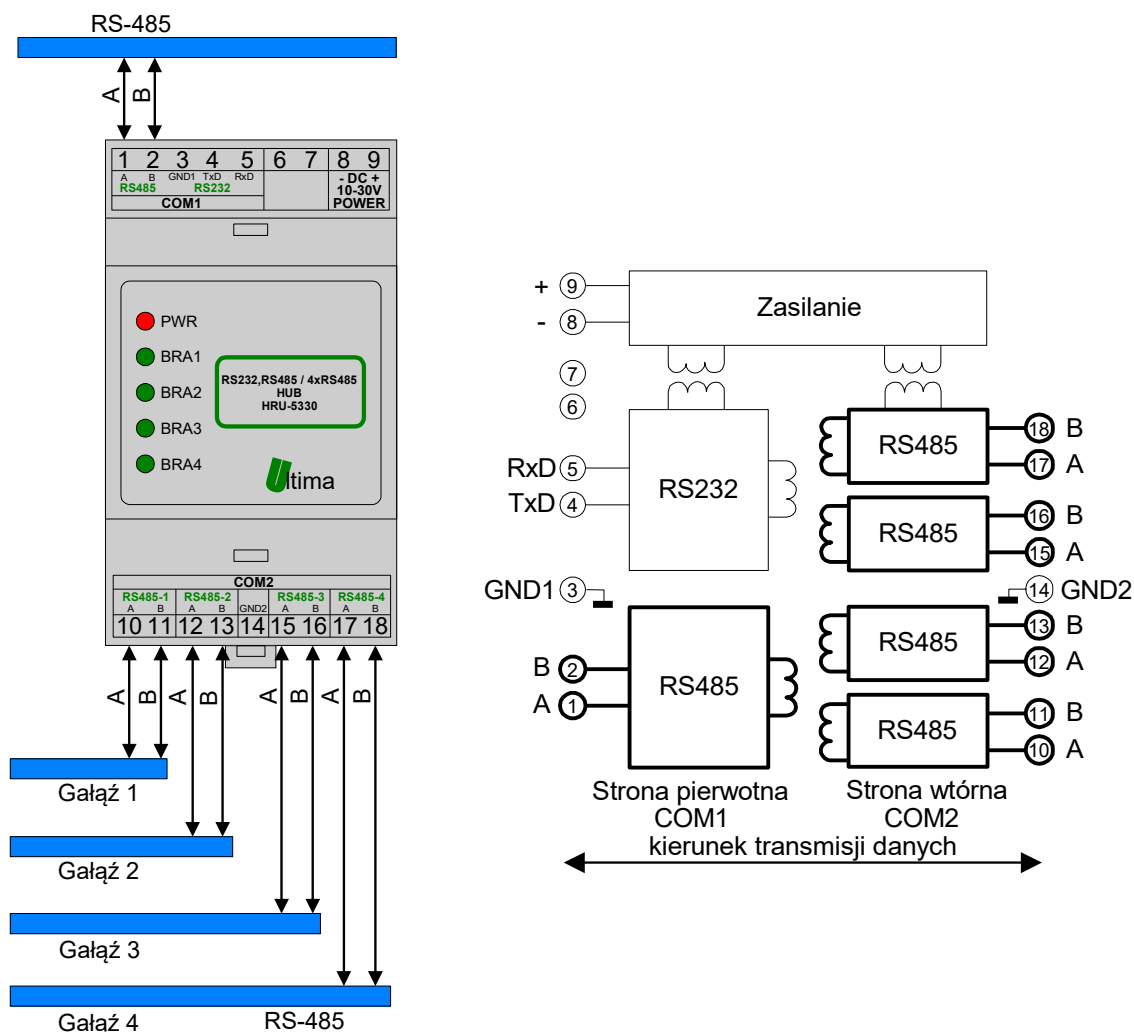 RS-485
A B
1 2 3 4 5 6 7 8 9
A B GND1 TxD RxD
RS485 RS232
COM1
- DC +
10-30V
POWER
PWR
BRA1
BRA2
BRA3
BRA4
RS232,RS485 / 4xRS485
HUB
HRU-5330
Ultima
COM2
RS485-1 RS485-2 RS485-3 RS485-4
A B A B GND2 A B A B
10 11 12 13 14 15 16 17 18
A B A B A B A B
Gałąź 1
Gałąź 2
Gałąź 3
Gałąź 4
RS-485
+ 9
- 8
Zasilanie
7
6
RxD 5
TxD 4
RS232
GND1 3
B 2
A 1
RS485
RS485
18 B
17 A
RS485
16 B
15 A
14 GND2
RS485
13 B
12 A
RS485
11 B
10 A
Strona pierwotna
COM1
Strona wtórna
COM2
kierunek transmisji danych